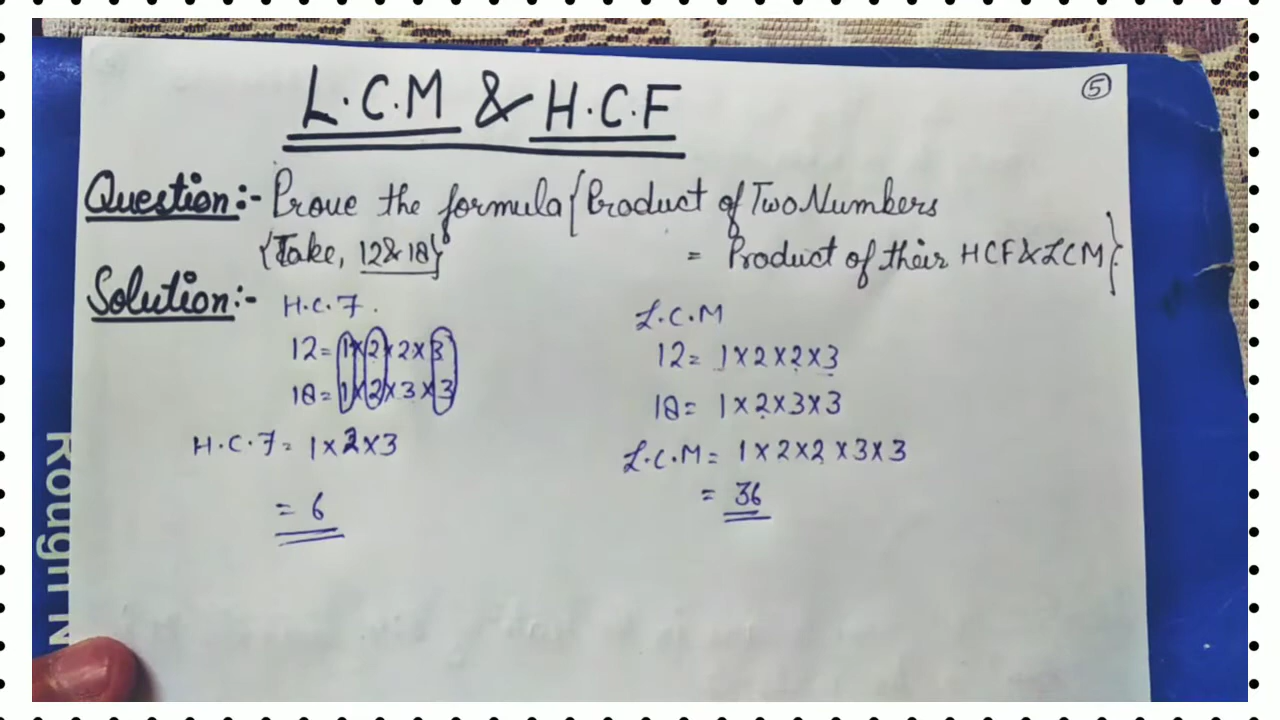 L.C.M & H.C.F
5
Question:- Prove the formula {Product of Two Numbers
{Take, 12&18} = Product of their HCF&LCM}
Solution:-
H.C.F.
12= 1×2×2×3
18= 1×2×3×3
H.C.F= 1×2×3
= 6
L.C.M
12= 1×2×2×3
18= 1×2×3×3
L.C.M= 1×2×2×3×3
= 36
Rough N